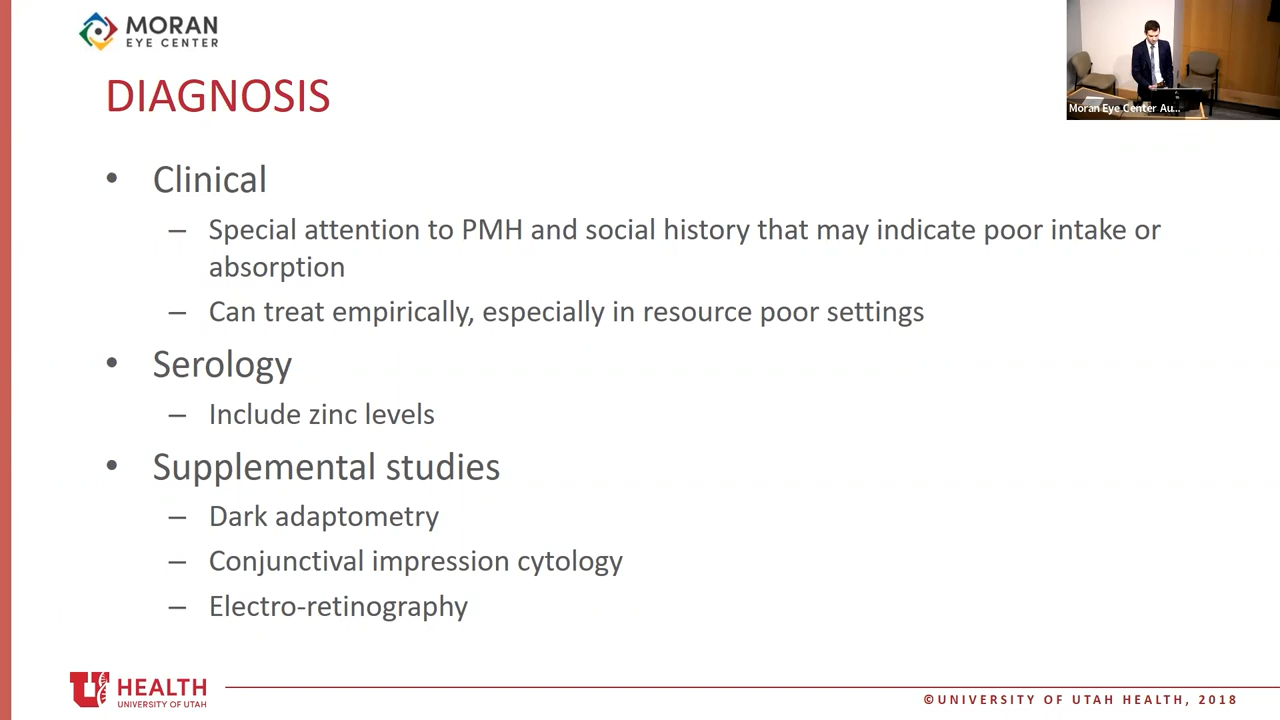 MORAN
EYE CENTER
Moran Eye Center Au...
DIAGNOSIS
• Clinical
– Special attention to PMH and social history that may indicate poor intake or
absorption
– Can treat empirically, especially in resource poor settings
• Serology
– Include zinc levels
• Supplemental studies
– Dark adaptometry
– Conjunctival impression cytology
– Electro-retinography
U HEALTH
UNIVERSITY OF UTAH
©UNIVERSITY OF UTAH HEALTH, 2018